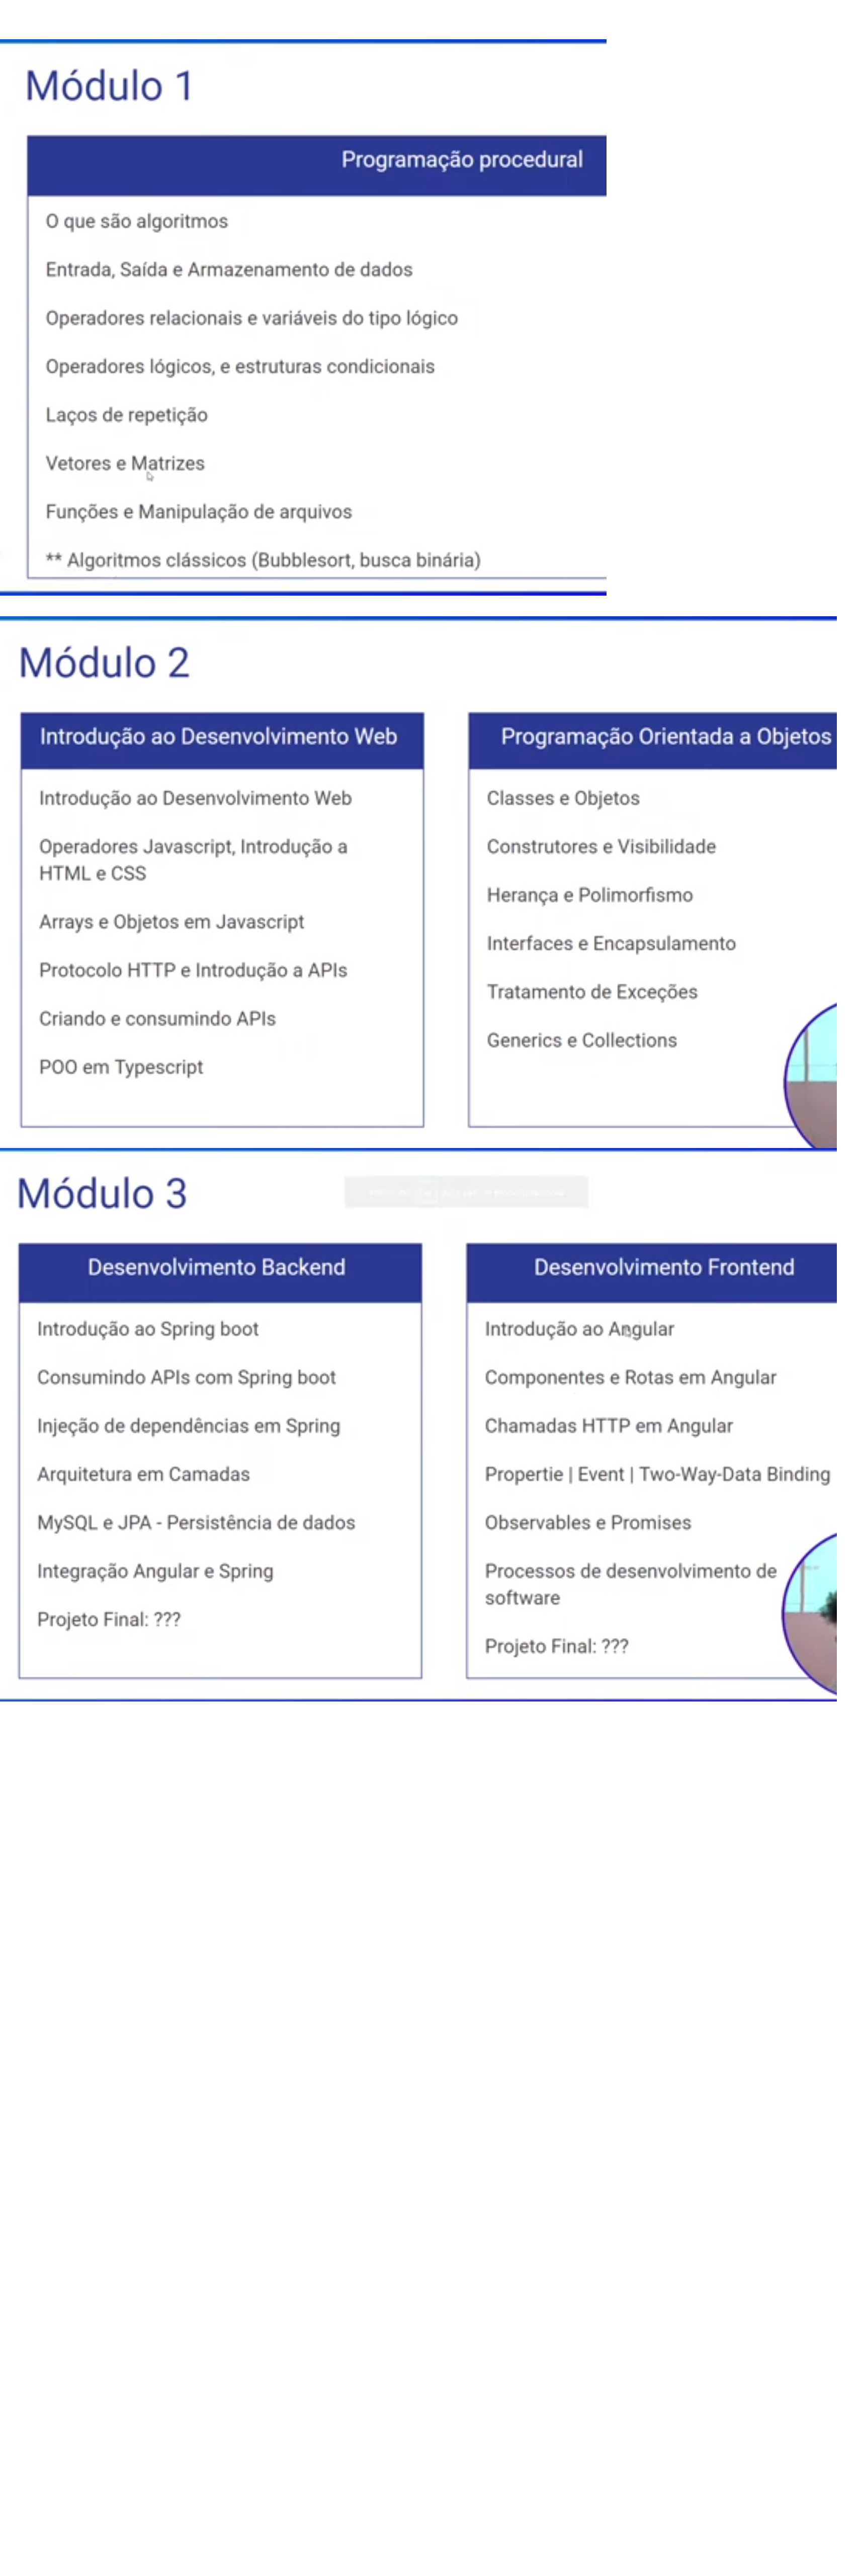 Módulo 1
Programação procedural
O que são algoritmos
Entrada, Saída e Armazenamento de dados
Operadores relacionais e variáveis do tipo lógico
Operadores lógicos, e estruturas condicionais
Laços de repetição
Vetores e Matrizes
Funções e Manipulação de arquivos
** Algoritmos clássicos (Bubblesort, busca binária)
Módulo 2
Introdução ao Desenvolvimento Web
Introdução ao Desenvolvimento Web
Operadores Javascript, Introdução a
HTML e CSS
Arrays e Objetos em Javascript
Protocolo HTTP e Introdução a APIs
Criando e consumindo APIs
POO em Typescript
Programação Orientada a Objetos
Classes e Objetos
Construtores e Visibilidade
Herança e Polimorfismo
Interfaces e Encapsulamento
Tratamento de Exceções
Generics e Collections
Módulo 3
Desenvolvimento Backend
Introdução ao Spring boot
Consumindo APIs com Spring boot
Injeção de dependências em Spring
Arquitetura em Camadas
MySQL e JPA - Persistência de dados
Integração Angular e Spring
Projeto Final: ???
Desenvolvimento Frontend
Introdução ao Angular
Componentes e Rotas em Angular
Chamadas HTTP em Angular
Propertie | Event | Two-Way-Data Binding
Observables e Promises
Processos de desenvolvimento de
software
Projeto Final: ???